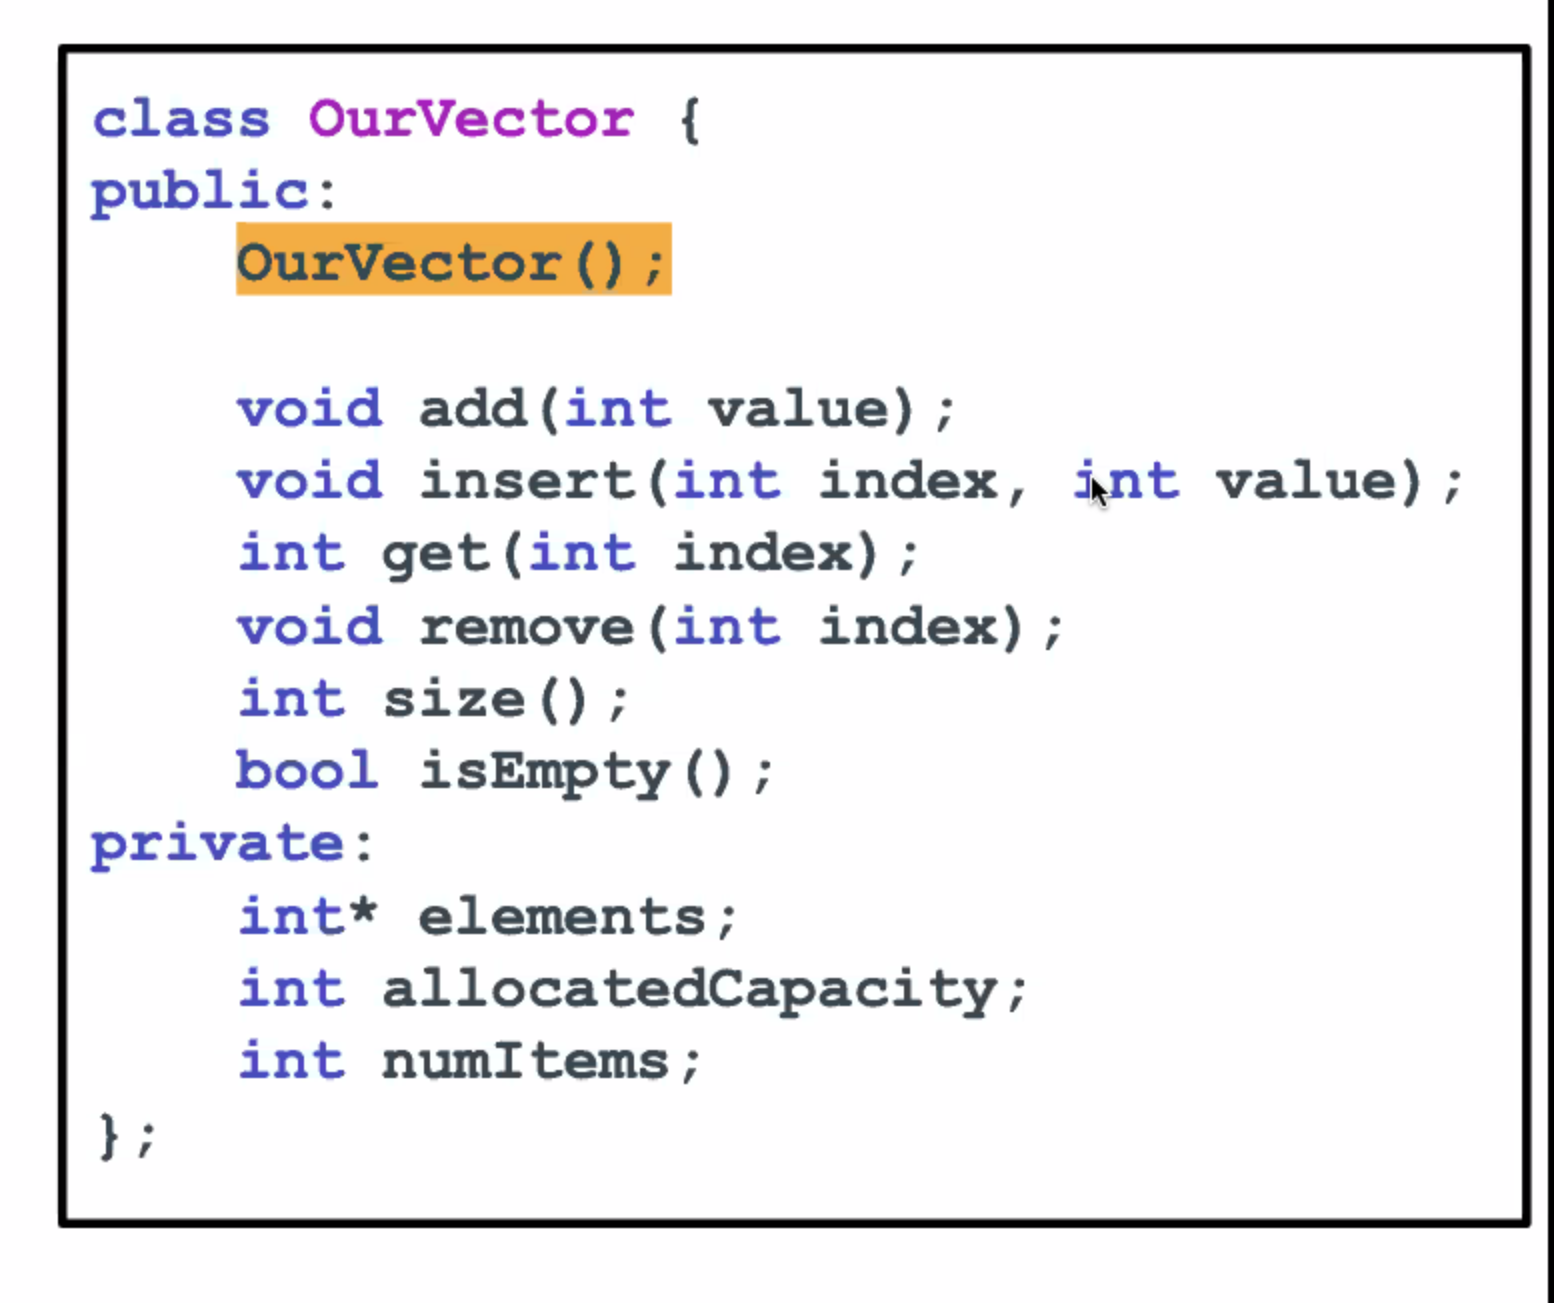 class OurVector {
public:
    OurVector();

    void add(int value);
    void insert(int index, int value);
    int get(int index);
    void remove(int index);
    int size();
    bool isEmpty();
private:
    int* elements;
    int allocatedCapacity;
    int numItems;
};